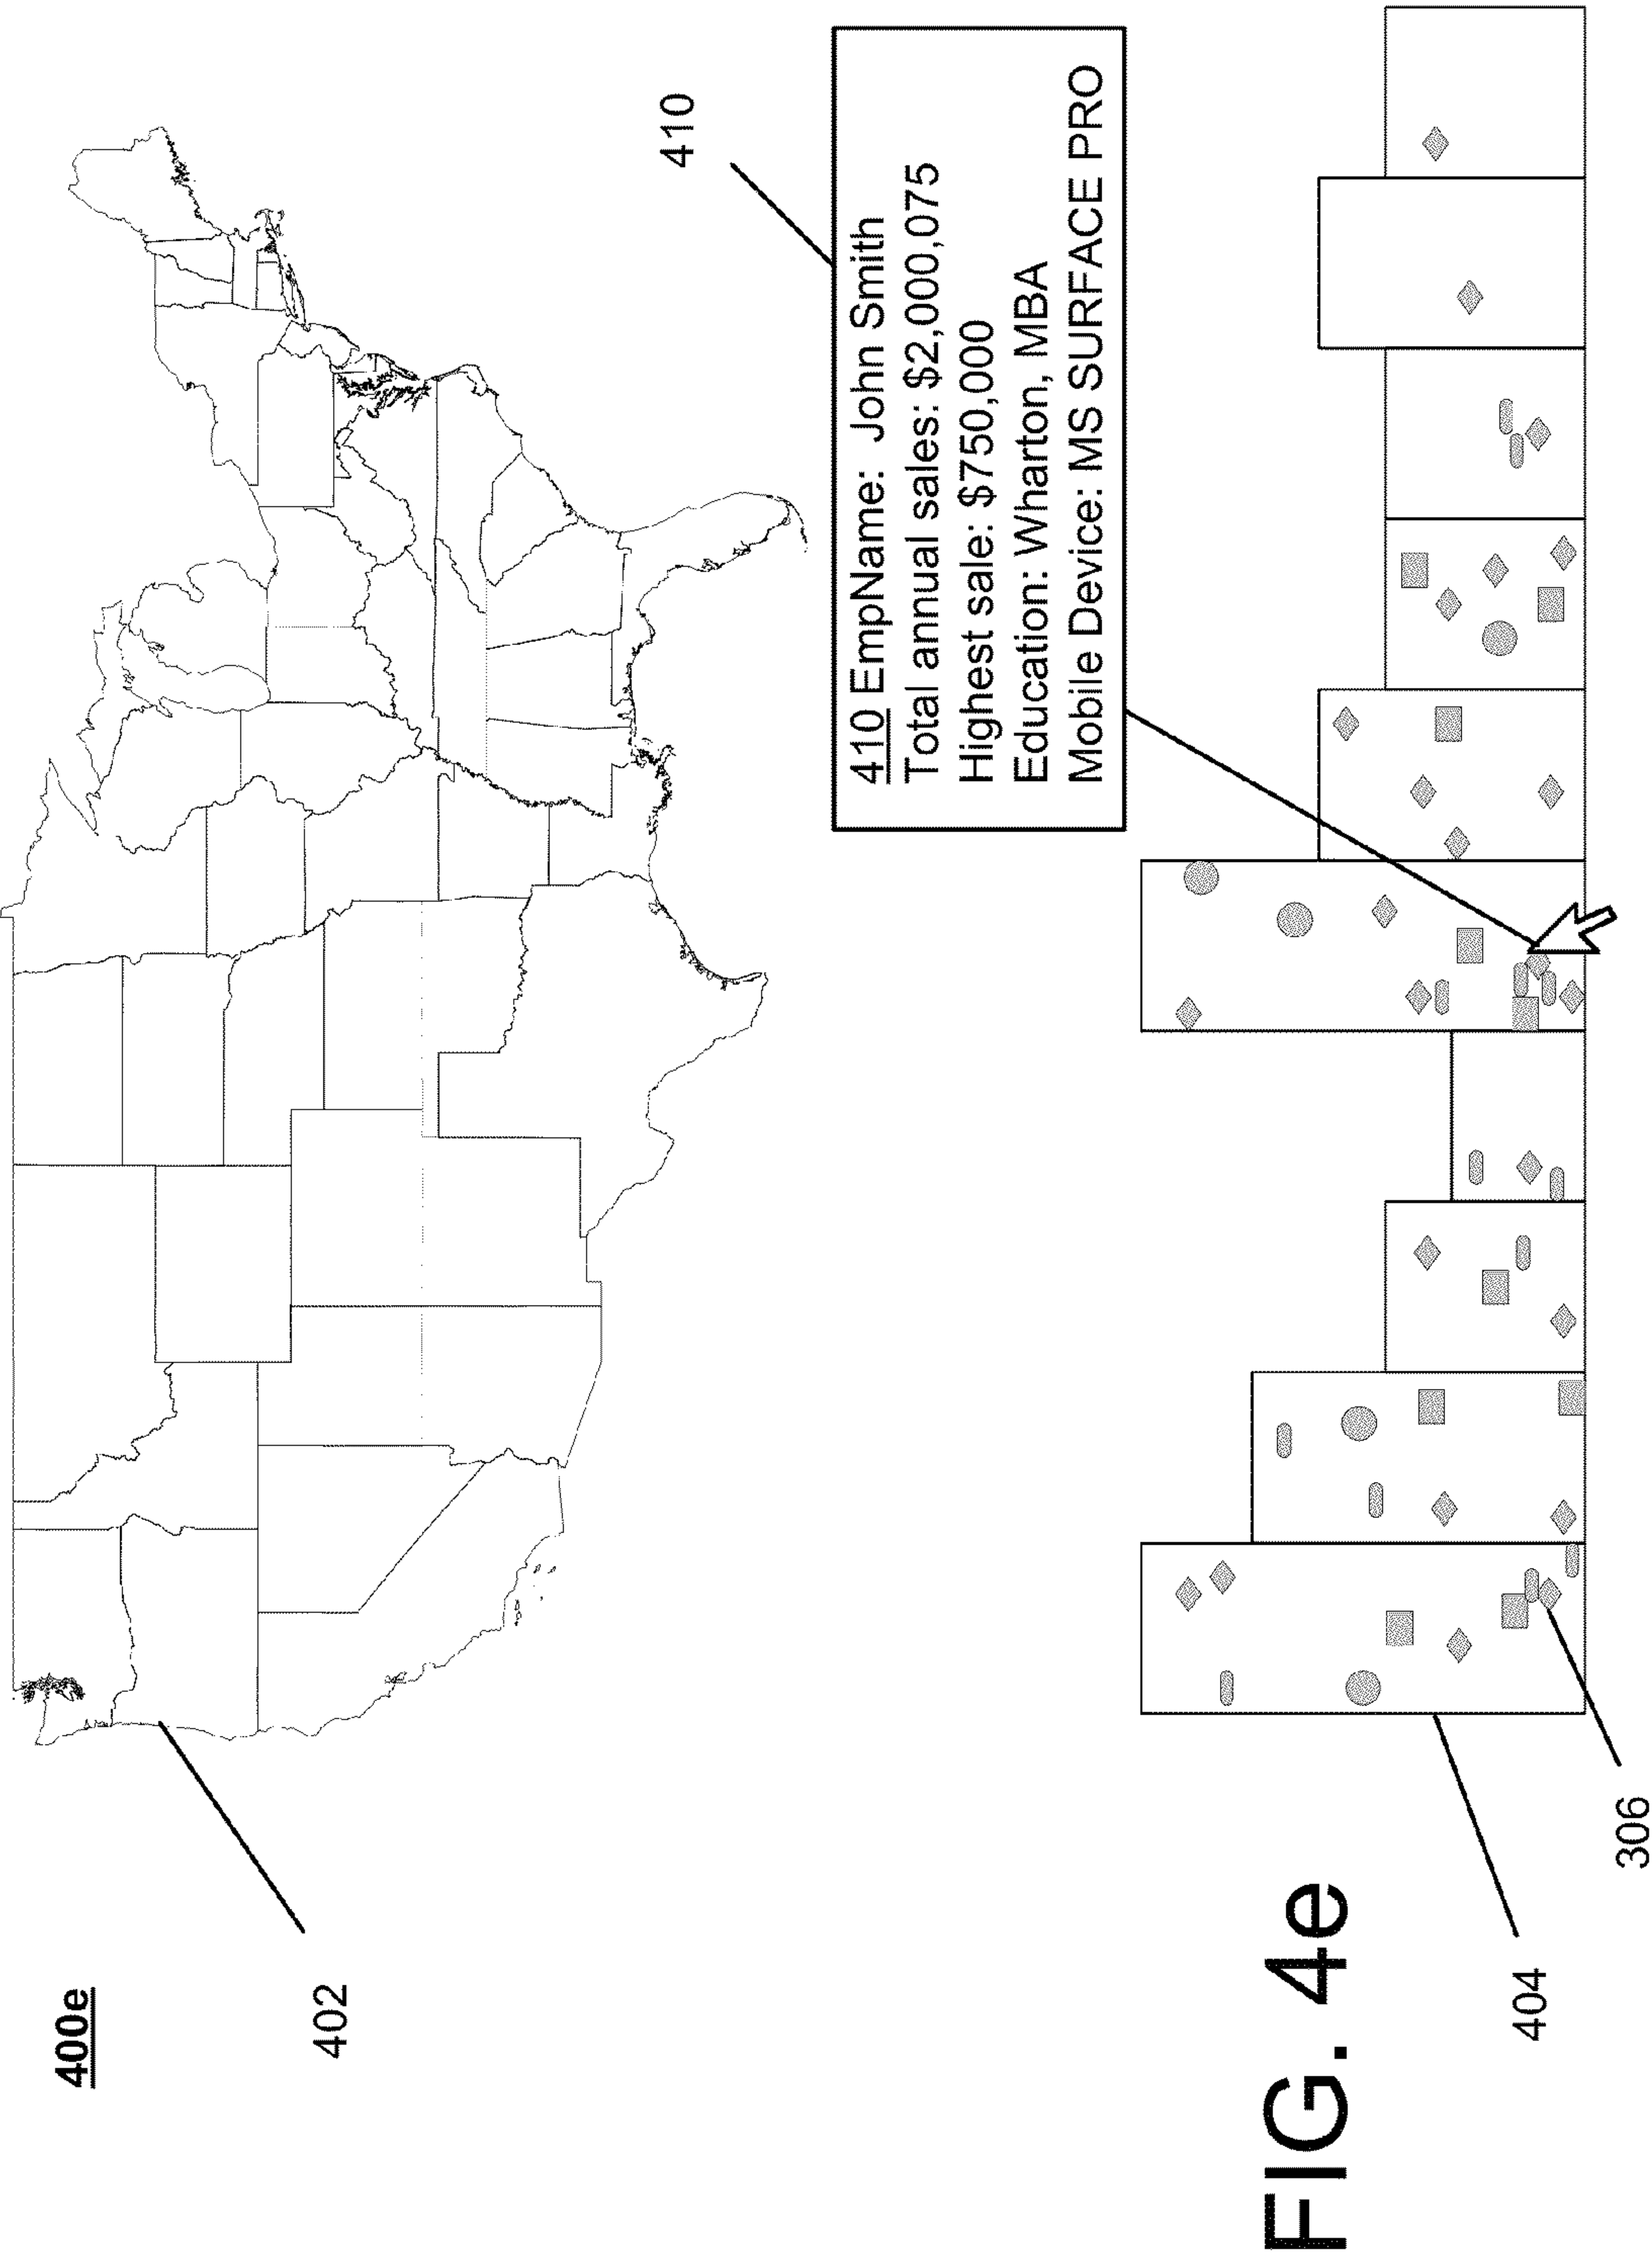 400e
402
410
410 EmpName: John Smith
Total annual sales: $2,000,075
Highest sale: $750,000
Education: Wharton, MBA
Mobile Device: MS SURFACE PRO
404
306
FIG. 4e